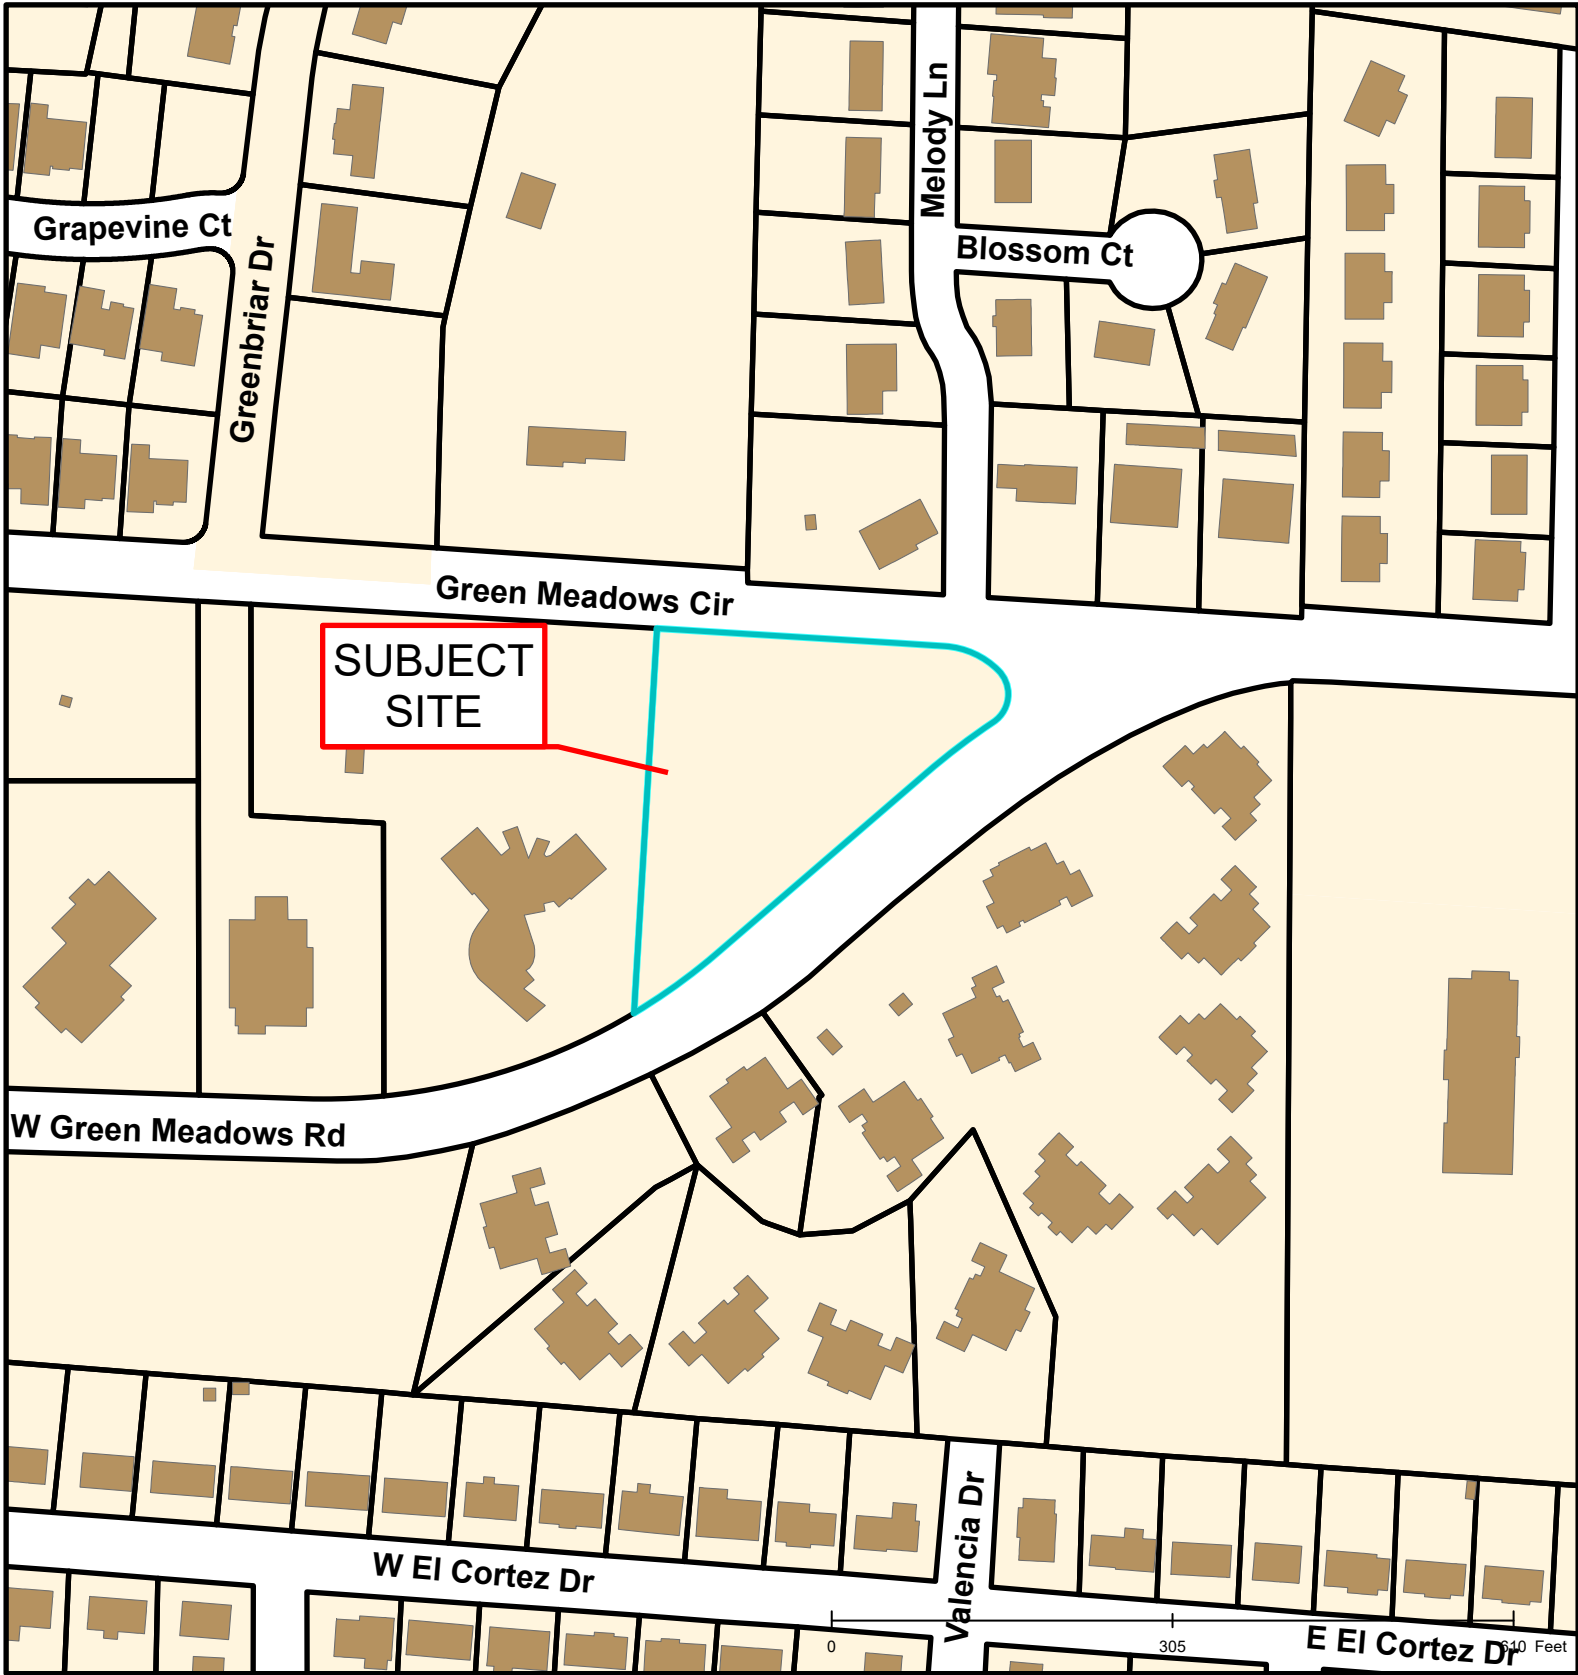 Melody Ln
Grapevine Ct
Blossom Ct
Greenbriar Dr
Green Meadows Cir
SUBJECT
SITE
W Green Meadows Rd
W El Cortez Dr
Valencia Dr
0 305 610 Feet
E El Cortez Dr